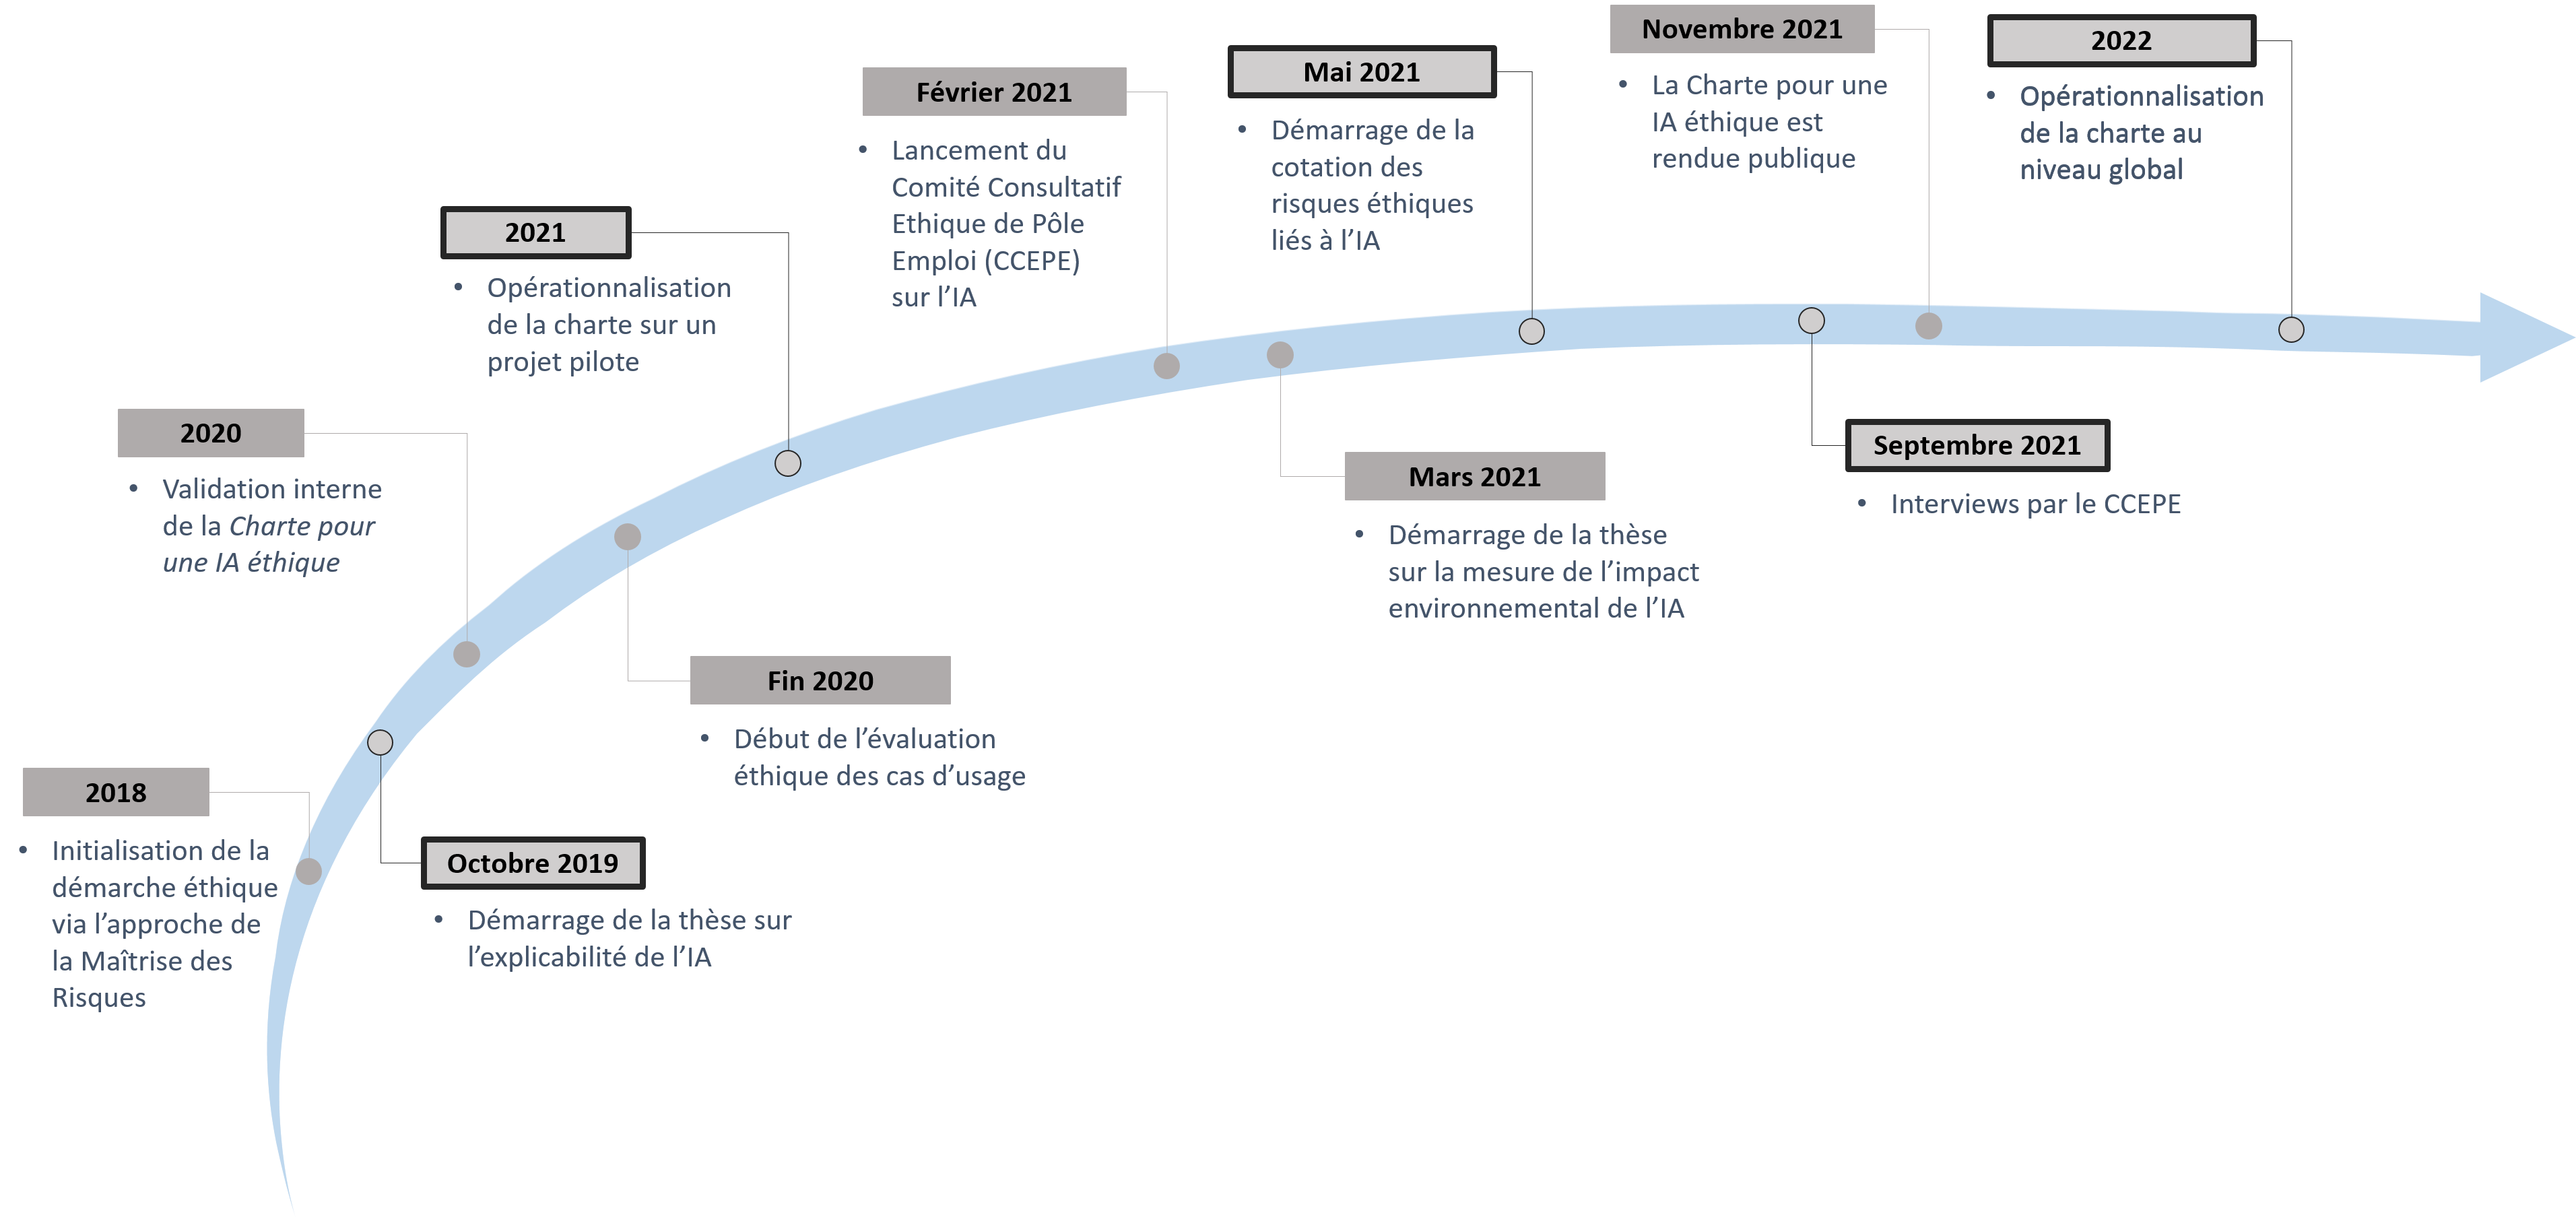 2018
• Initialisation de la
démarche éthique
via l’approche de
la Maîtrise des
Risques
Octobre 2019
• Démarrage de la thèse sur
l’explicabilité de l’IA
2020
• Validation interne
de la Charte pour
une IA éthique
Fin 2020
• Début de l’évaluation
éthique des cas d’usage
2021
• Opérationnalisation
de la charte sur un
projet pilote
Février 2021
• Lancement du
Comité Consultatif
Ethique de Pôle
Emploi (CCEPE)
sur l’IA
Mars 2021
• Démarrage de la thèse
sur la mesure de l’impact
environnemental de l’IA
Mai 2021
• Démarrage de la
cotation des
risques éthiques
liés à l’IA
Septembre 2021
• Interviews par le CCEPE
Novembre 2021
• La Charte pour une
IA éthique est
rendue publique
2022
• Opérationnalisation
de la charte au
niveau global